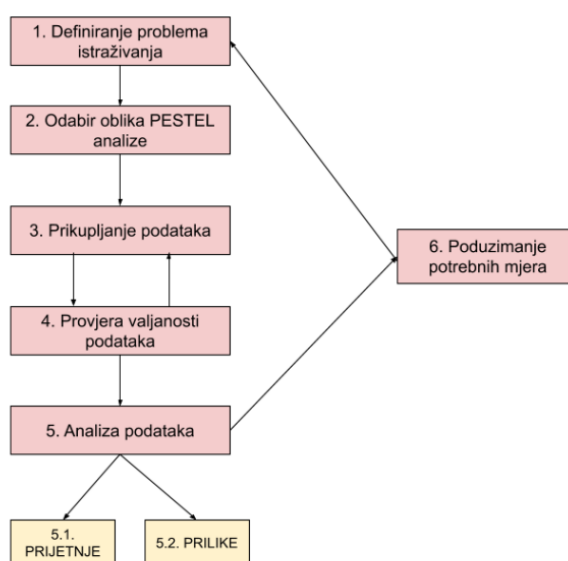 1. Definiranje problema
istraživanja
2. Odabir oblika PESTEL
analize
3. Prikupljanje podataka
6. Poduzimanje
potrebnih mjera
4. Provjera valjanosti
podataka
5. Analiza podataka
5.1.
PRIJETNJE
5.2. PRILIKE